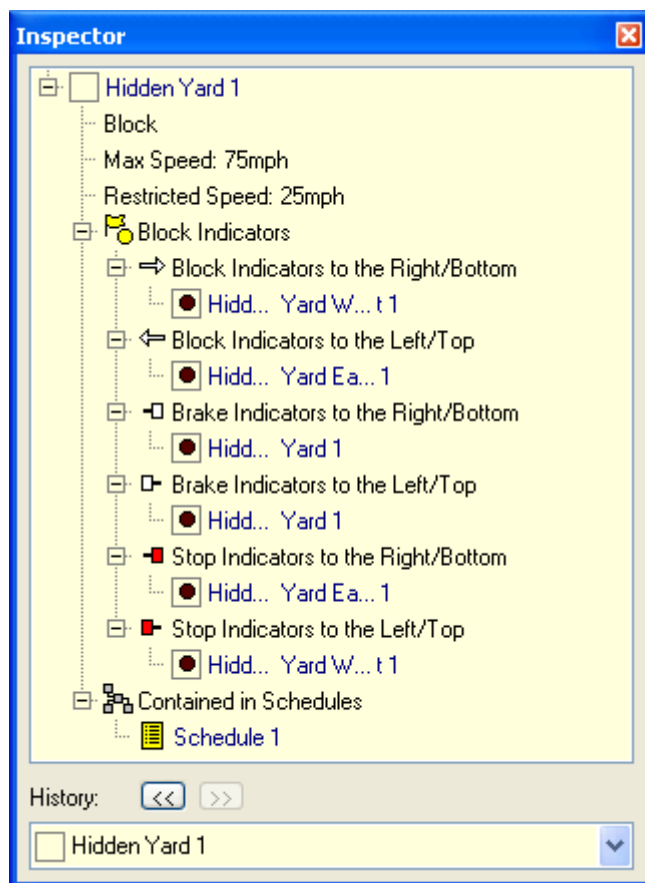 Inspector
Hidden Yard 1
Block
Max Speed: 75mph
Restricted Speed: 25mph
Block Indicators
Block Indicators to the Right/Bottom
Hidd... Yard W...t 1
Block Indicators to the Left/Top
Hidd... Yard Ea... 1
Brake Indicators to the Right/Bottom
Hidd... Yard 1
Brake Indicators to the Left/Top
Hidd... Yard 1
Stop Indicators to the Right/Bottom
Hidd... Yard Ea... 1
Stop Indicators to the Left/Top
Hidd... Yard W...t 1
Contained in Schedules
Schedule 1
History: << >>
Hidden Yard 1